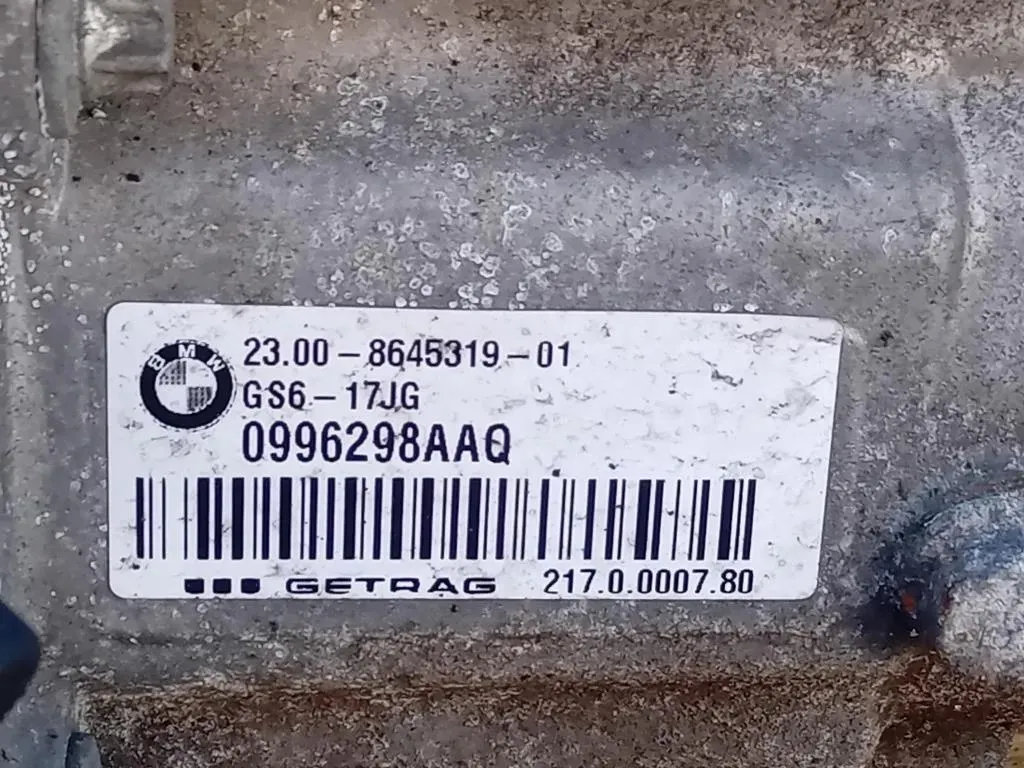 BMW
23.00-8645319-01
GS6-17JG
0996298AAQ
GETRAG 217.0.0007.80